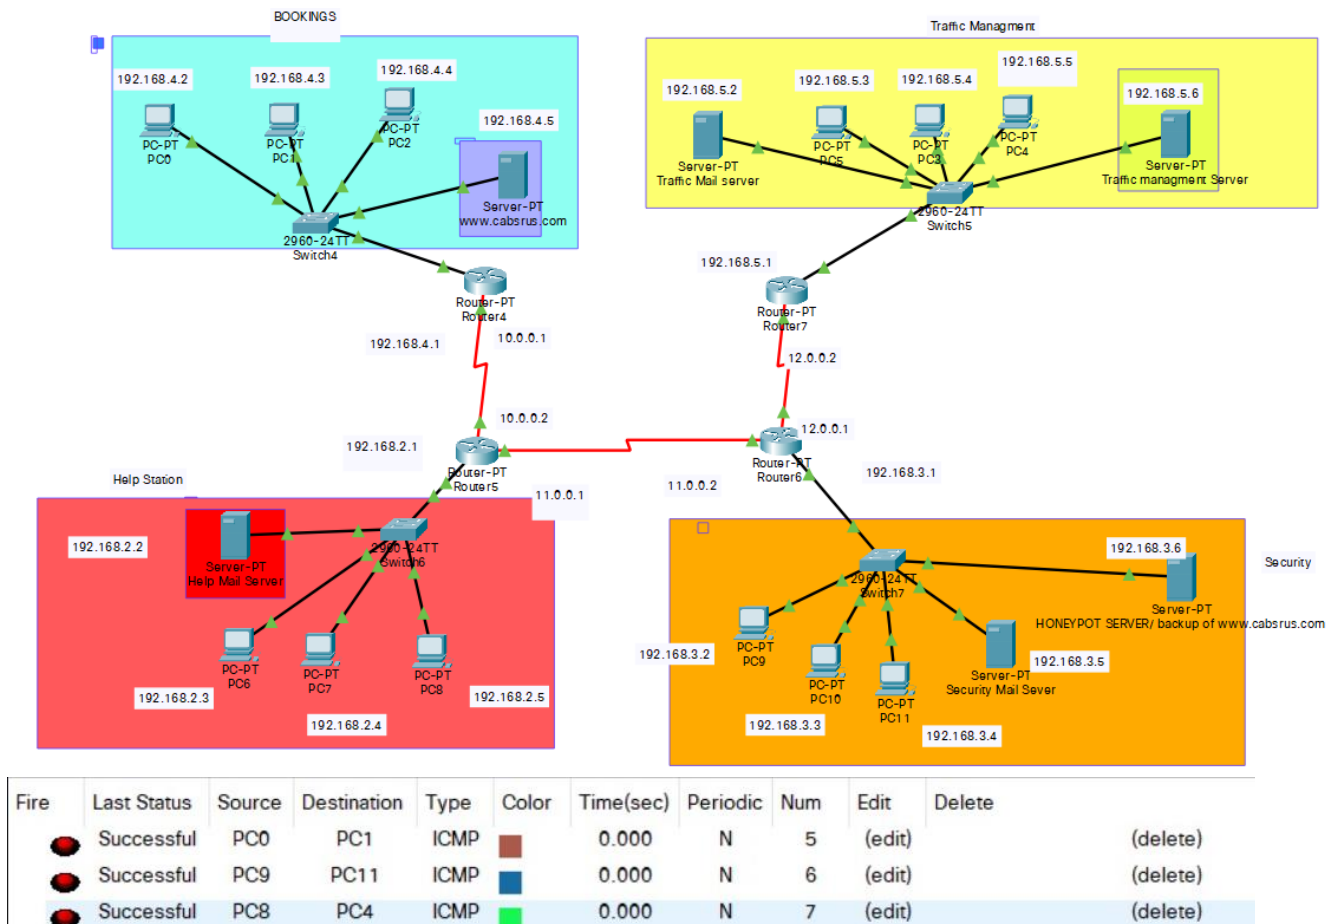 BOOKINGS
Traffic Managment
192.168.4.2
192.168.4.3
192.168.4.4
192.168.4.5
PC-PT
PC0
PC-PT
PC1
PC-PT
PC2
Server-PT
www.cabsrus.com
2960-24TT
Switch4
192.168.5.2
192.168.5.3
192.168.5.4
192.168.5.5
192.168.5.6
Server-PT
Traffic Mail server
PC-PT
PC5
PC-PT
PC3
PC-PT
PC4
Server-PT
Traffic managment Server
2960-24TT
Switch5
Router-PT
Router4
192.168.4.1
10.0.0.1
192.168.5.1
Router-PT
Router7
12.0.0.2
10.0.0.2
192.168.2.1
Router-PT
Router5
11.0.0.1
12.0.0.1
Router-PT
Router6
192.168.3.1
11.0.0.2
Help Station
192.168.2.2
Server-PT
Help Mail Server
2960-24TT
Switch6
PC-PT
PC6
PC-PT
PC7
PC-PT
PC8
192.168.2.3
192.168.2.4
192.168.2.5
Security
2960-24TT
Switch7
192.168.3.6
Server-PT
HONEYPOT SERVER/ backup of www.cabsrus.com
192.168.3.2
PC-PT
PC9
PC-PT
PC10
PC-PT
PC11
Server-PT
Security Mail Sever
192.168.3.5
192.168.3.3
192.168.3.4
Fire Last Status Source Destination Type Color Time(sec) Periodic Num Edit Delete
Successful PC0 PC1 ICMP 0.000 N 5 (edit) (delete)
Successful PC9 PC11 ICMP 0.000 N 6 (edit) (delete)
Successful PC8 PC4 ICMP 0.000 N 7 (edit) (delete)